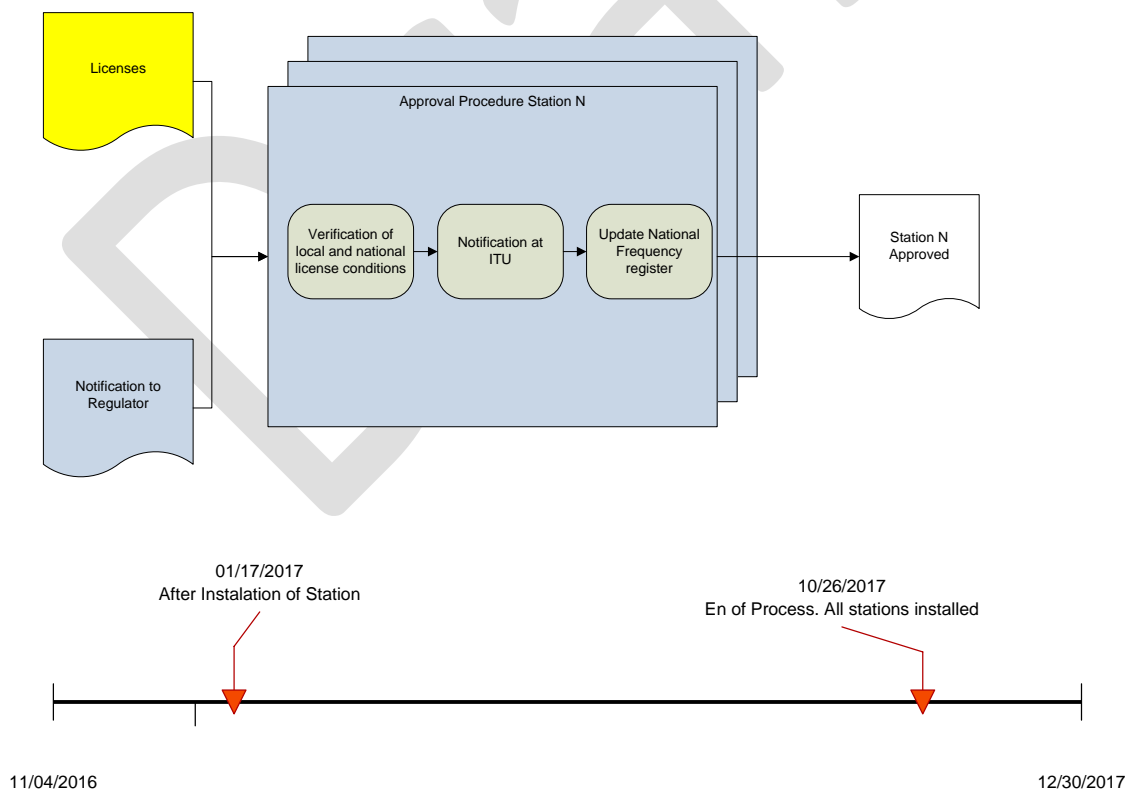 Licenses
Approval Procedure Station N
Verification of
local and national
license conditions
Notification at
ITU
Update National
Frequency
register
Station N
Approved
Notification to
Regulator
01/17/2017
After Instalation of Station
10/26/2017
En of Process. All stations installed
11/04/2016
12/30/2017